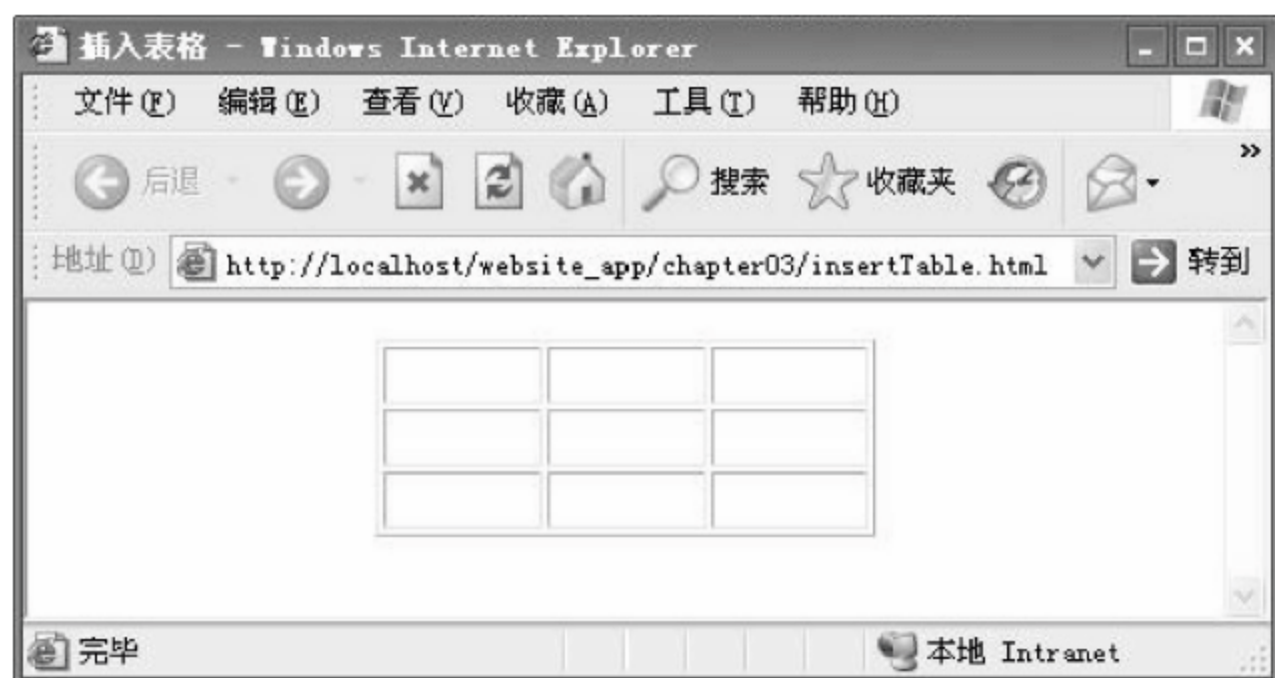 插入表格 - Windows Internet Explorer
文件(F) 编辑(E) 查看(V) 收藏(A) 工具(T) 帮助(H)
后退 搜索 收藏夹 »
地址(D) http://localhost/website_app/chapter03/insertTable.html 转到
完毕 本地 Intranet